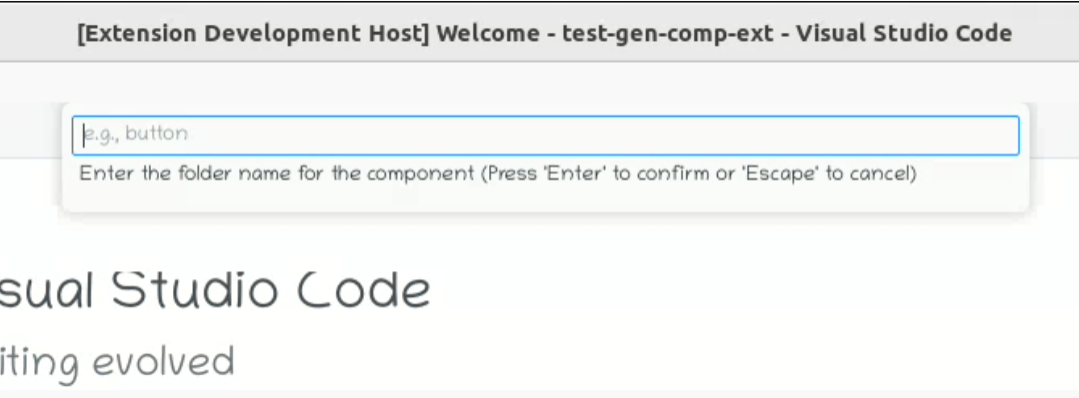 [Extension Development Host] Welcome - test-gen-comp-ext - Visual Studio Code
e.g., button
Enter the folder name for the component (Press 'Enter' to confirm or 'Escape' to cancel)
sual Studio Code
iting evolved